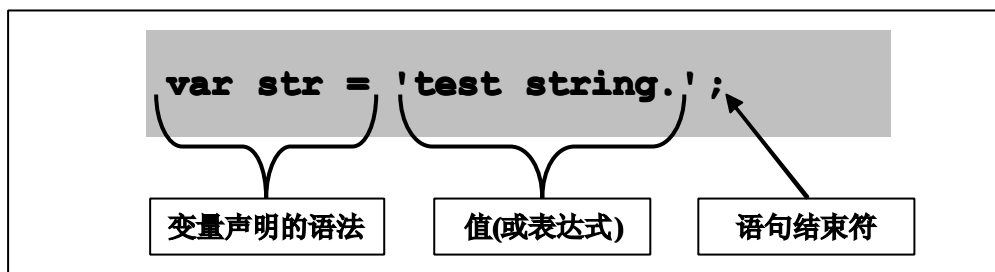 var str = 'test string.';
变量声明的语法
值(或表达式)
语句结束符